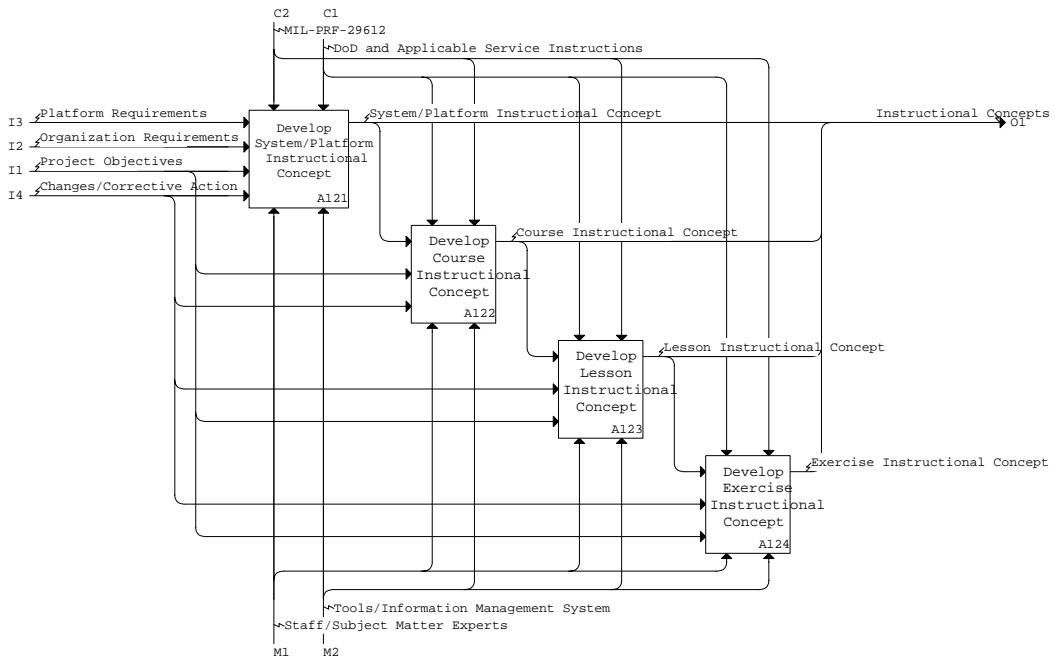 C2
C1
MIL-PRF-29612
DoD and Applicable Service Instructions
I3
Platform Requirements
I2
Organization Requirements
I1
Project Objectives
I4
Changes/Corrective Action
Develop
System/Platform
Instructional
Concept
A121
System/Platform Instructional Concept
Instructional Concepts
O1
Develop
Course
Instructional
Concept
A122
Course Instructional Concept
Develop
Lesson
Instructional
Concept
A123
Lesson Instructional Concept
Develop
Exercise
Instructional
Concept
A124
Exercise Instructional Concept
Tools/Information Management System
Staff/Subject Matter Experts
M1
M2